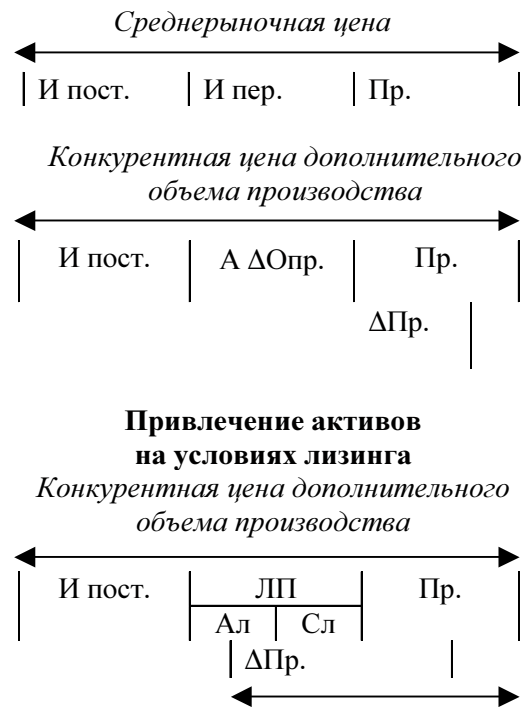 Среднерыночная цена
И пост. И пер. Пр.
Конкурентная цена дополнительного
объема производства
И пост. А ΔОпр. Пр.
ΔПр.
Привлечение активов
на условиях лизинга
Конкурентная цена дополнительного
объема производства
И пост. ЛП Пр.
Ал Сл
ΔПр.